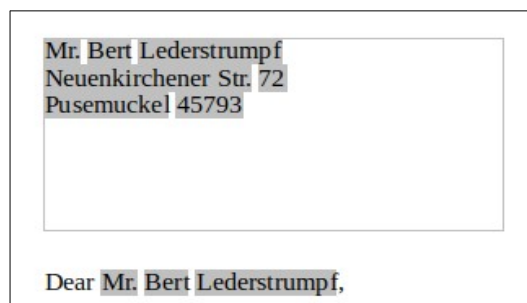 Mr. Bert Lederstrumpf
Neuenkirchener Str. 72
Pusemuckel 45793
Dear Mr. Bert Lederstrumpf,